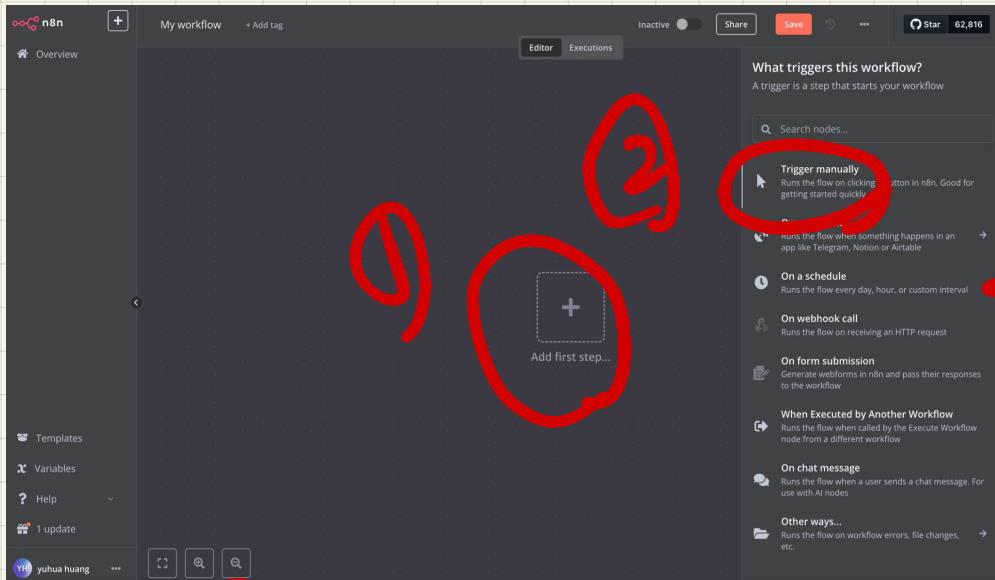 n8n
+
My workflow
+ Add tag
Inactive
Share
Save
Star 62,816
Editor
Executions
Overview
What triggers this workflow?
A trigger is a step that starts your workflow
Search nodes...
Trigger manually
Runs the flow on clicking button in n8n. Good for
getting started quickly
Runs the flow when something happens in an
app like Telegram, Notion or Airtable
On a schedule
Runs the flow every day, hour, or custom interval
On webhook call
Runs the flow on receiving an HTTP request
On form submission
Generate webforms in n8n and pass their responses
to the workflow
When Executed by Another Workflow
Runs the flow when called by the Execute Workflow
node from a different workflow
On chat message
Runs the flow when a user sends a chat message. For
use with AI nodes
Other ways...
Runs the flow on workflow errors, file changes,
etc.
1
2
+
Add first step...
Templates
Variables
Help
1 update
YH yuhua huang